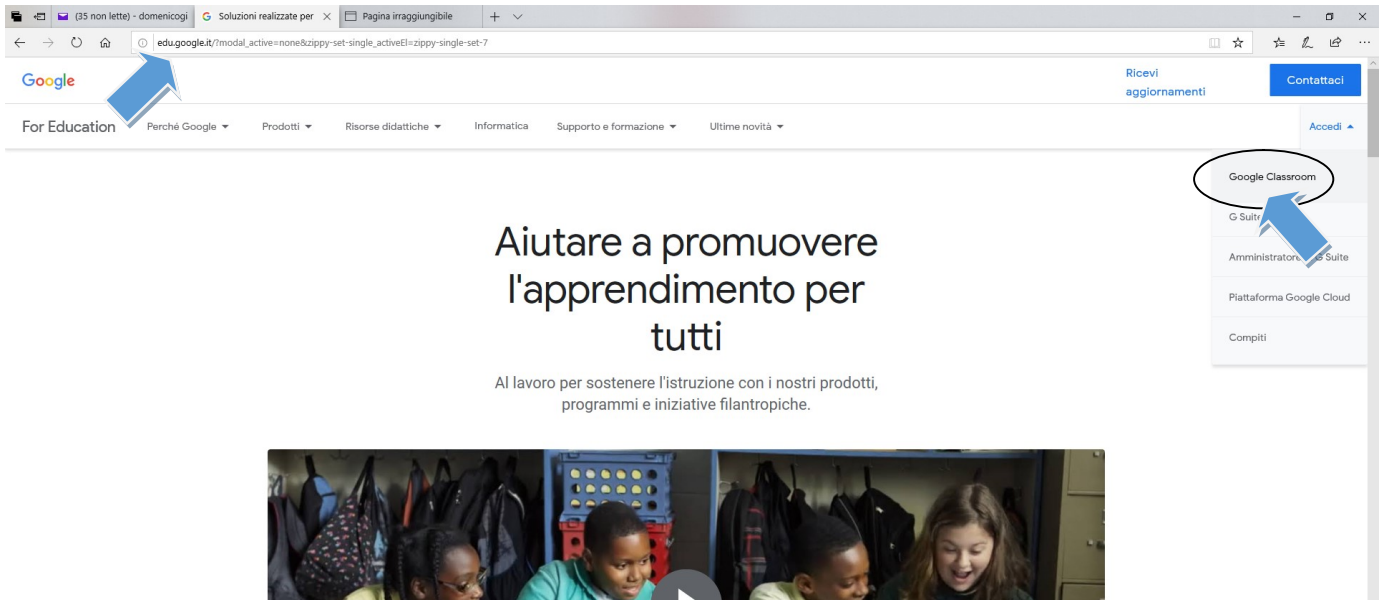 (35 non lette) - domenicogi
Soluzioni realizzate per
Pagina irraggiungibile
edu.google.it/?modal_active=none&zippy-set-single_activeEl=zippy-single-set-7
Google
Ricevi
aggiornamenti
Contattaci
For Education
Perché Google
Prodotti
Risorse didattiche
Informatica
Supporto e formazione
Ultime novità
Accedi
Google Classroom
G Suite
Amministratore Suite
Piattaforma Google Cloud
Compiti
Aiutare a promuovere
l'apprendimento per
tutti
Al lavoro per sostenere l'istruzione con i nostri prodotti,
programmi e iniziative filantropiche.